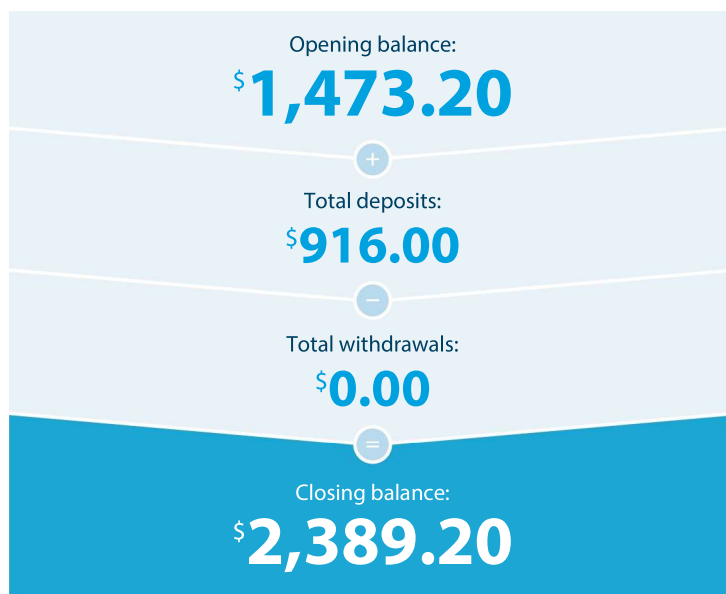 Opening balance:
$1,473.20
+
Total deposits:
$916.00
−
Total withdrawals:
$0.00
=
Closing balance:
$2,389.20